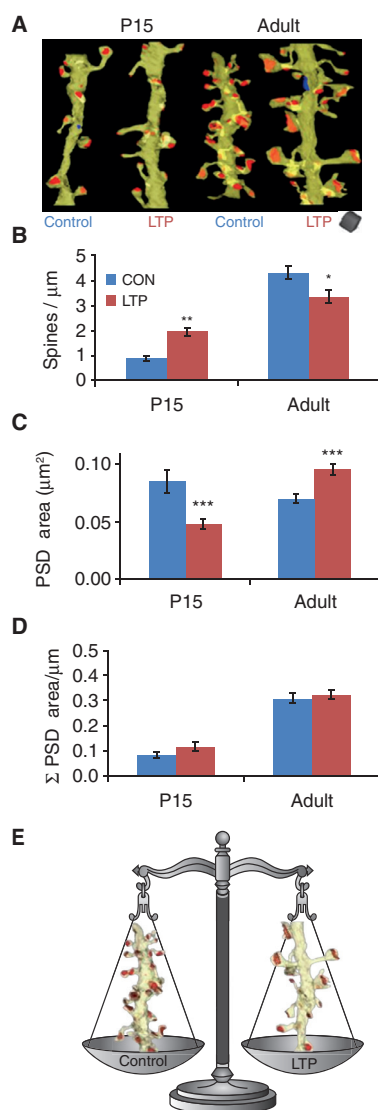 A
P15 Adult
Control LTP Control LTP
B
Spines / μm
5
4
3
2
1
0
CON
LTP
**
*
P15 Adult
C
PSD area (μm²)
0.10
0.05
0.00
***
***
P15 Adult
D
Σ PSD area/μm
0.5
0.4
0.3
0.2
0.1
0.0
P15 Adult
E
Control LTP